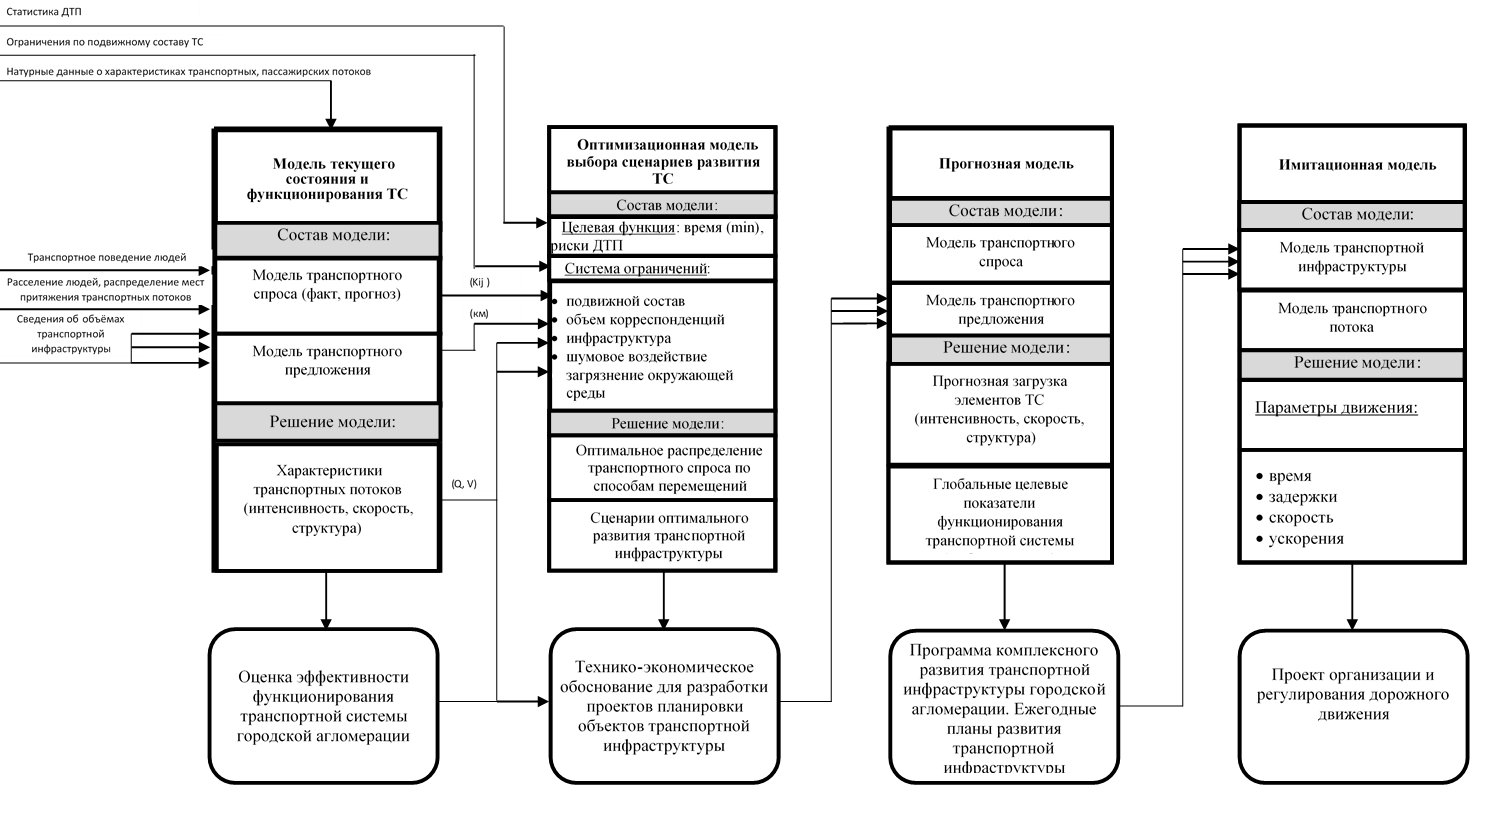 Статистика ДТП
Ограничения по подвижному составу ТС
Натурные данные о характеристиках транспортных, пассажирских потоков
Транспортное поведение людей
Расселение людей, распределение мест
притяжения транспортных потоков
Сведения об объёмах
транспортной
инфраструктуры
Модель текущего
состояния и
функционирования ТС
Состав модели:
Модель транспортного
спроса (факт, прогноз)
Модель транспортного
предложения
Решение модели:
Характеристики
транспортных потоков
(интенсивность, скорость,
структура)
Оценка эффективности
функционирования
транспортной системы
городской агломерации
(Kij )
(км)
(Q, V)
Оптимизационная модель
выбора сценариев развития
ТС
Состав модели:
Целевая функция: время (min),
риски ДТП
Система ограничений:
• подвижной состав
• объем корреспонденций
• инфраструктура
• шумовое воздействие
загрязнение окружающей
среды
Решение модели:
Оптимальное распределение
транспортного спроса по
способам перемещений
Сценарии оптимального
развития транспортной
инфраструктуры
Технико-экономическое
обоснование для разработки
проектов планировки
объектов транспортной
инфраструктуры
Прогнозная модель
Состав модели:
Модель транспортного
спроса
Модель транспортного
предложения
Решение модели:
Прогнозная загрузка
элементов ТС
(интенсивность, скорость,
структура)
Глобальные целевые
показатели
функционирования
транспортной системы
Программа комплексного
развития транспортной
инфраструктуры городской
агломерации. Ежегодные
планы развития
транспортной
инфраструктуры
Имитационная модель
Состав модели:
Модель транспортной
инфраструктуры
Модель транспортного
потока
Решение модели:
Параметры движения:
• время
• задержки
• скорость
• ускорения
Проект организации и
регулирования дорожного
движения